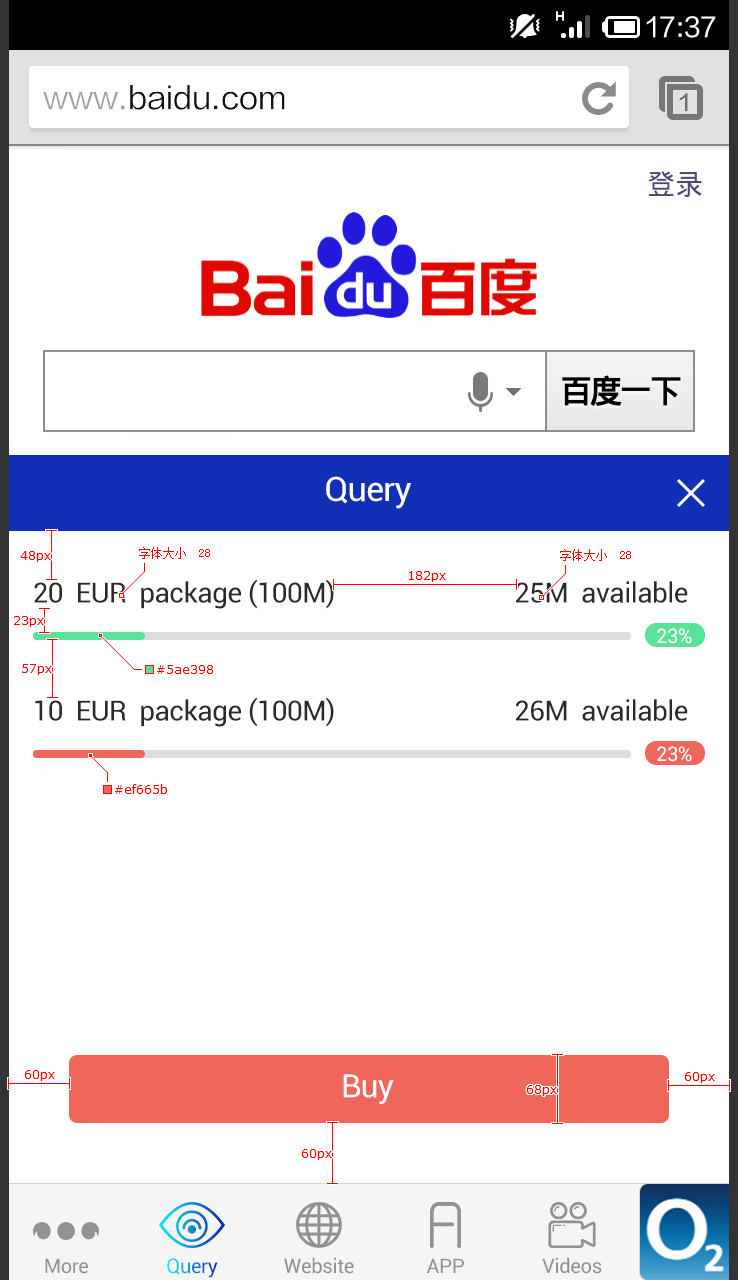 H 17:37
www.baidu.com 1
登录
Bai du 百度
百度一下
Query
48px 字体大小 28 字体大小 28
182px
20 EUR package (100M) 25M available
23px
23%
57px #5ae398
10 EUR package (100M) 26M available
23%
#ef665b
60px 60px
Buy 68px
60px
More Query Website APP Videos O2